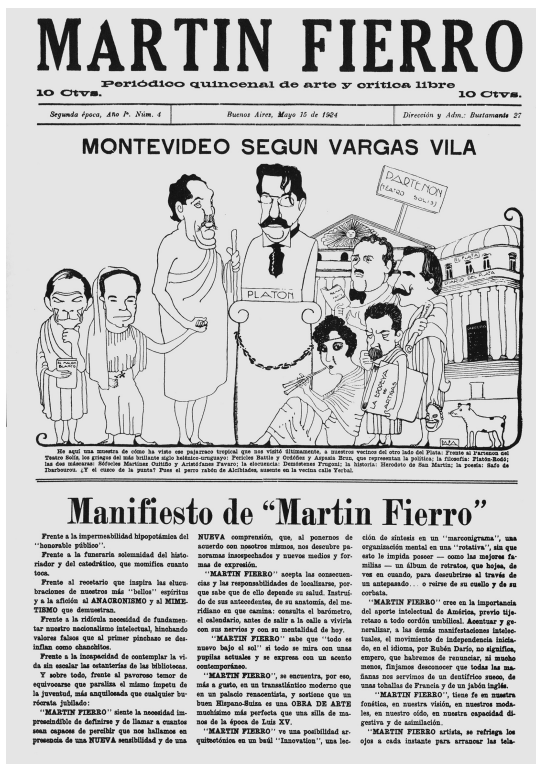 MARTIN FIERRO
Periódico quincenal de arte y crítica libre
10 Ctvs.
10 Ctvs.
Segunda época, Año Iº. Núm. 4
Buenos Aires, Mayo 15 de 1924
Dirección y Adm.: Bustamante 27
MONTEVIDEO SEGUN VARGAS VILA
PARTENON
(TEATRO SOLIS)
PLATON
LA EPOPEYA DE ARTIGAS
He aquí una muestra de cómo ha visto ese pajarraco tropical que nos visitó últimamente, a nuestros vecinos del otro lado del Plata: Frente al Partenon del
Teatro Solís, los griegos del más brillante siglo helénico-uruguayo: Pericles Batlle y Ordóñez y Aspasia Brun, que representan la política; la filosofía: Platón-Rodó;
las dos máscaras: Sófocles Martínez Cuitiño y Aristófanes Favaro; la elocuencia: Demóstenes Frugoni; la historia: Herodoto de San Martín; la poesía: Safo de
Ibarbourou. ¿Y el cuzco de la punta? Pues el perro rabón de Alcibíades, ausente en la vecina calle Yerbal.
Manifiesto de "Martin Fierro"
Frente a la impermeabilidad hipopotámica del
"honorable público".
Frente a la funeraria solemnidad del histo-
riador y del catedrático, que momifica cuanto
toca.
Frente al recetario que inspira las elucu-
braciones de nuestros más "bellos" espíritus
y a la afición al ANACRONISMO y al MIME-
TISMO que demuestran.
Frente a la ridícula necesidad de fundamen-
tar nuestro nacionalismo intelectual, hinchando
valores falsos que al primer pinchazo se des-
inflan como chanchitos.
Frente a la incapacidad de contemplar la vi-
da sin escalar las estanterías de las bibliotecas.
Y sobre todo, frente al pavoroso temor de
equivocarse que paraliza el mismo ímpetu de
la juventud, más anquilosada que cualquier bu-
rócrata jubilado:
"MARTIN FIERRO" siente la necesidad im-
prescindible de definirse y de llamar a cuantos
sean capaces de percibir que nos hallamos en
presencia de una NUEVA sensibilidad y de una
NUEVA comprensión, que, al ponernos de
acuerdo con nosotros mismos, nos descubre pa-
noramas insospechados y nuevos medios y for-
mas de expresión.
"MARTIN FIERRO" acepta las consecuen-
cias y las responsabilidades de localizarse, por-
que sabe que de ello depende su salud. Instruí-
do de sus antecedentes, de su anatomía, del me-
ridiano en que camina: consulta el barómetro,
el calendario, antes de salir a la calle a vivirla
con sus nervios y con su mentalidad de hoy.
"MARTIN FIERRO" sabe que "todo es
nuevo bajo el sol" si todo se mira con unas
pupilas actuales y se expresa con un acento
contemporáneo.
"MARTIN FIERRO", se encuentra, por eso,
más a gusto, en un transatlántico moderno que
en un palacio renacentista, y sostiene que un
buen Hispano-Suiza es una OBRA DE ARTE
muchísimo más perfecta que una silla de ma-
nos de la época de Luis XV.
"MARTIN FIERRO" ve una posibilidad ar-
quitectónica en un baúl "Innovation", una lec-
ción de síntesis en un "marconigrama", una
organización mental en una "rotativa", sin que
esto le impida poseer — como las mejores fa-
milias — un álbum de retratos, que hojea, de
vez en cuando, para descubrirse al través de
un antepasado... o reirse de su cuello y de su
corbata.
"MARTIN FIERRO" cree en la importancia
del aporte intelectual de América, previo tije-
retazo a todo cordón umbilical. Acentuar y ge-
neralizar, a las demás manifestaciones intelec-
tuales, el movimiento de independencia inicia-
do, en el idioma, por Rubén Darío, no significa,
empero, que habremos de renunciar, ni mucho
menos, finjamos desconocer que todas las ma-
ñanas nos servimos de un dentífrico sueco, de
unas tohallas de Francia y de un jabón inglés.
"MARTIN FIERRO", tiene fe en nuestra
fonética, en nuestra visión, en nuestros moda-
les, en nuestro oído, en nuestra capacidad di-
gestiva y de asimilación.
"MARTIN FIERRO" artista, se refriega los
ojos a cada instante para arrancar las tela-